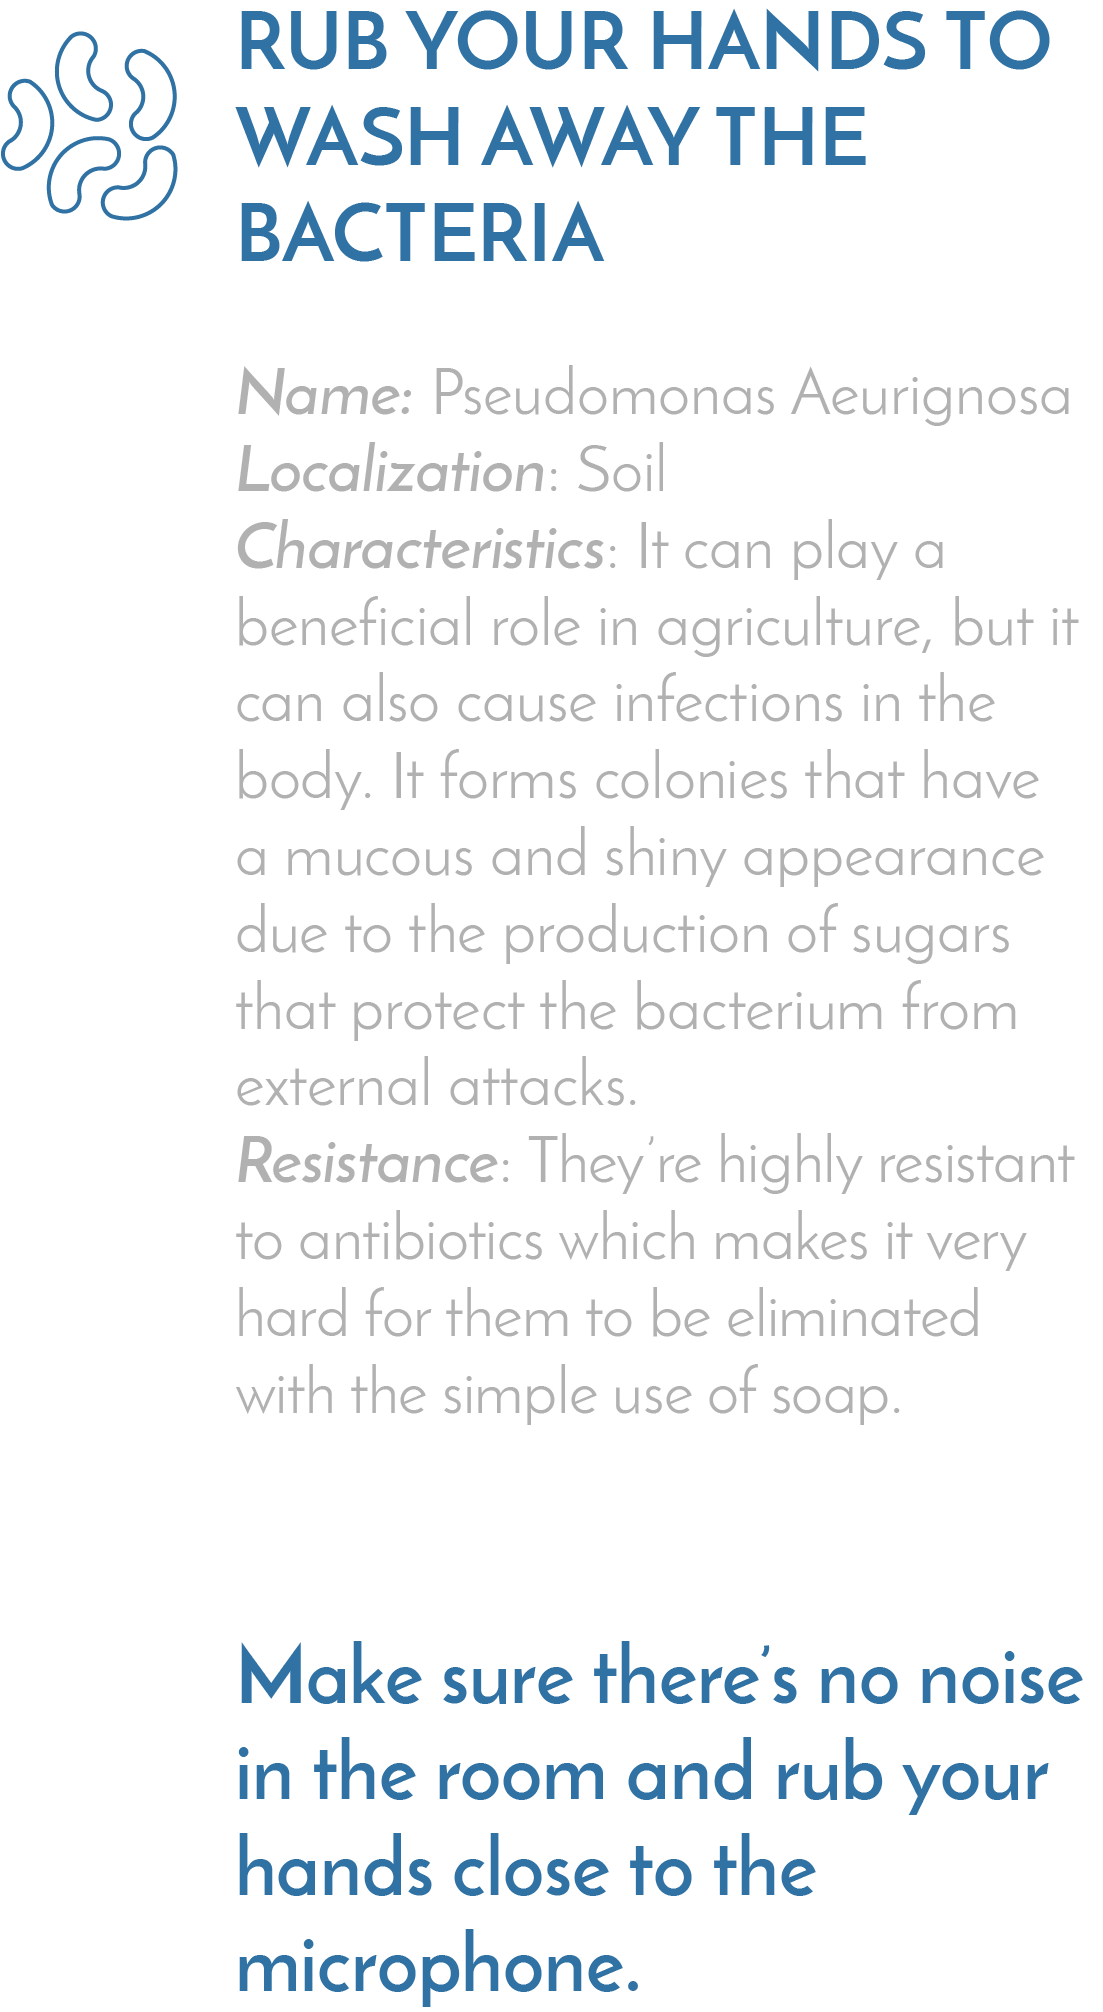 RUB YOUR HANDS TO
WASH AWAY THE
BACTERIA
Name: Pseudomonas Aeurignosa
Localization: Soil
Characteristics: It can play a
beneficial role in agriculture, but it
can also cause infections in the
body. It forms colonies that have
a mucous and shiny appearance
due to the production of sugars
that protect the bacterium from
external attacks.
Resistance: They’re highly resistant
to antibiotics which makes it very
hard for them to be eliminated
with the simple use of soap.
Make sure there’s no noise
in the room and rub your
hands close to the
microphone.